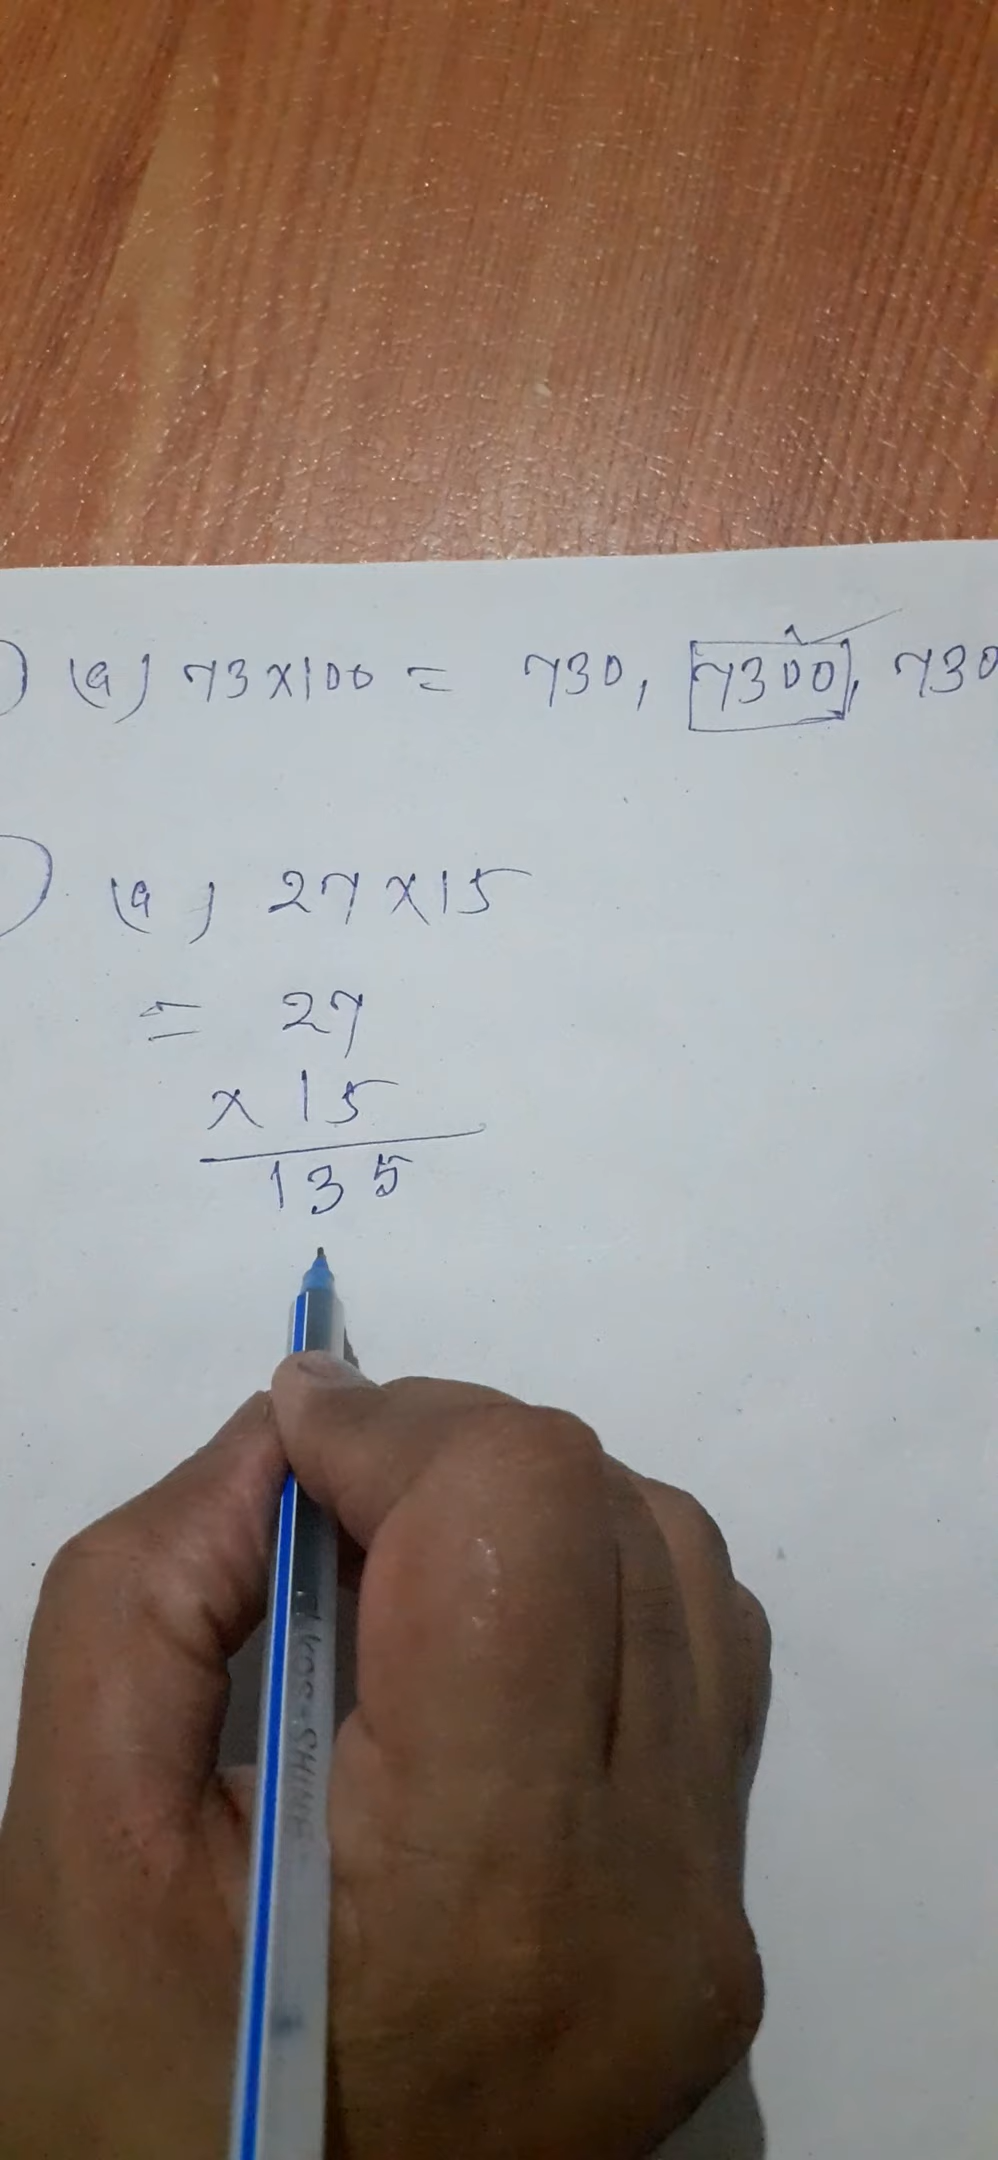 ) (a) 73 x 100 = 730, 7300, 730
) (a) 27 x 15
= 27
x 15
135